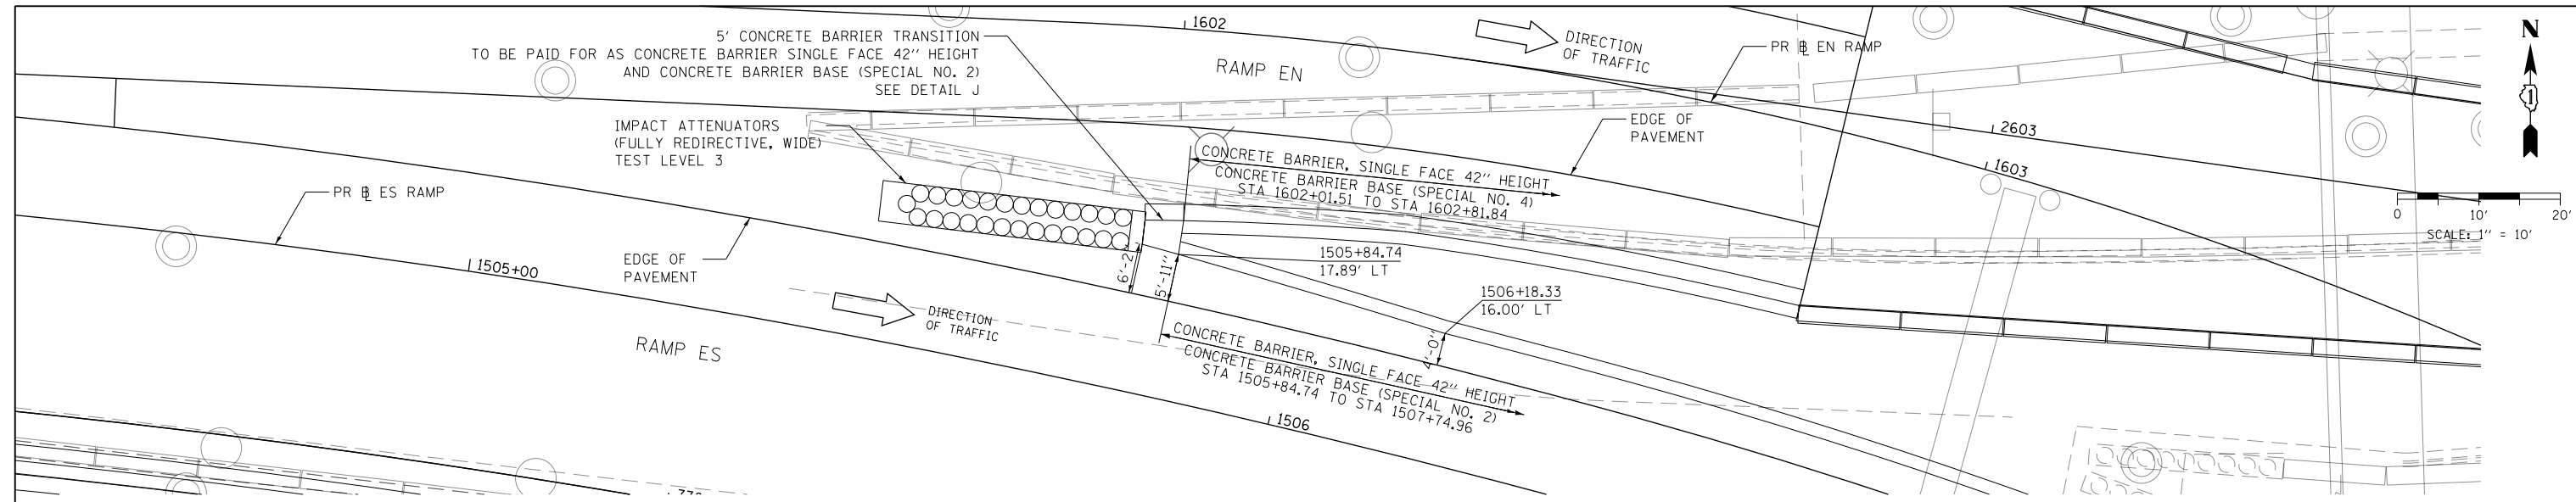 1602
5' CONCRETE BARRIER TRANSITION
TO BE PAID FOR AS CONCRETE BARRIER SINGLE FACE 42" HEIGHT
AND CONCRETE BARRIER BASE (SPECIAL NO. 2)
SEE DETAIL J
DIRECTION
OF TRAFFIC
PR ℄ EN RAMP
N
RAMP EN
1
IMPACT ATTENUATORS
(FULLY REDIRECTIVE, WIDE)
TEST LEVEL 3
EDGE OF
PAVEMENT
2603
1603
CONCRETE BARRIER, SINGLE FACE 42" HEIGHT
CONCRETE BARRIER BASE (SPECIAL NO. 4)
STA 1602+01.51 TO STA 1602+81.84
PR ℄ ES RAMP
0 10' 20'
SCALE: 1" = 10'
EDGE OF
PAVEMENT
1505+00
6'-2"
5'-11"
1505+84.74
17.89' LT
1506+18.33
16.00' LT
4'-0"
DIRECTION
OF TRAFFIC
RAMP ES
CONCRETE BARRIER, SINGLE FACE 42" HEIGHT
CONCRETE BARRIER BASE (SPECIAL NO. 2)
STA 1505+84.74 TO STA 1507+74.96
1506